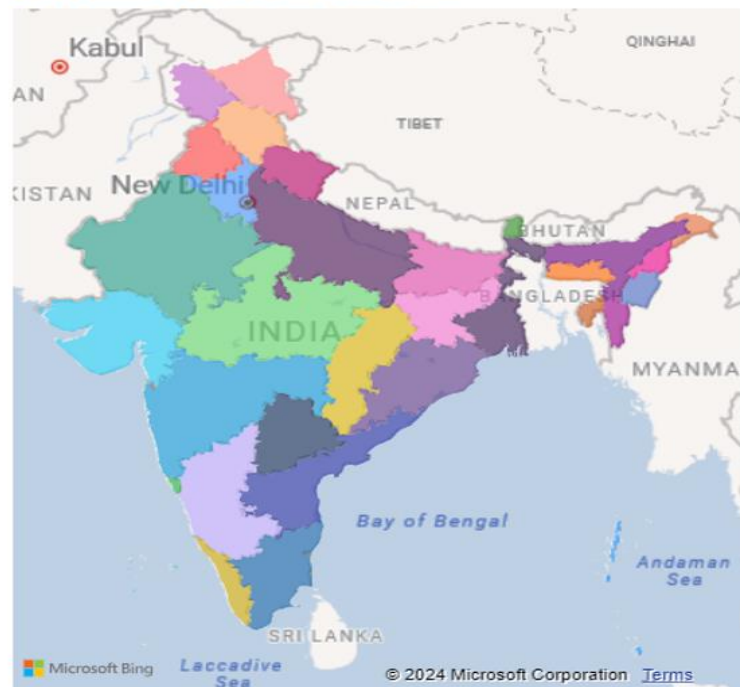 Kabul
QINGHAI
AN
TIBET
KISTAN
New Delhi
NEPAL
BHUTAN
BANGLADESH
INDIA
MYANMA
Bay of Bengal
Andaman
Sea
SRI LANKA
Microsoft Bing
Laccadive
Sea
© 2024 Microsoft Corporation Terms